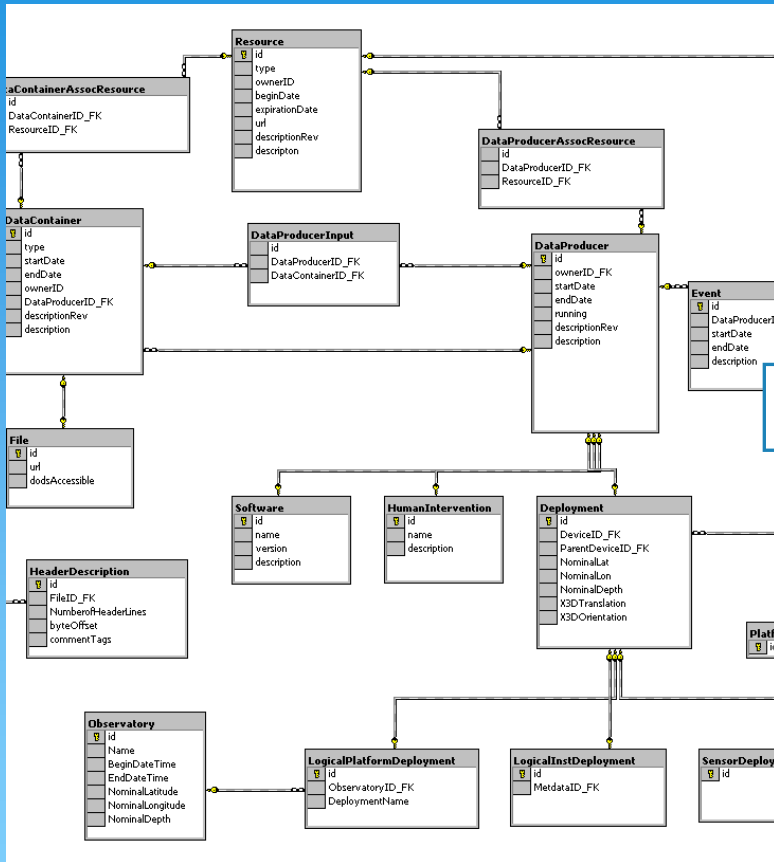 Resource
id
type
ownerID
beginDate
expirationDate
url
descriptionRev
descripton
taContainerAssocResource
id
DataContainerID_FK
ResourceID_FK
DataProducerAssocResource
id
DataProducerID_FK
ResourceID_FK
DataContainer
id
type
startDate
endDate
ownerID
DataProducerID_FK
descriptionRev
description
DataProducerInput
id
DataProducerID_FK
DataContainerID_FK
DataProducer
id
ownerID_FK
startDate
endDate
running
descriptionRev
description
Event
id
DataProducerI
startDate
endDate
description
File
id
url
dodsAccessible
Software
id
name
version
description
HumanIntervention
id
name
description
Deployment
id
DeviceID_FK
ParentDeviceID_FK
NominalLat
NominalLon
NominalDepth
X3DTranslation
X3DOrientation
HeaderDescription
id
FileID_FK
NumberofHeaderLines
byteOffset
commentTags
Platf
id
Observatory
id
Name
BeginDateTime
EndDateTime
NominalLatitude
NominalLongitude
NominalDepth
LogicalPlatformDeployment
id
ObservatoryID_FK
DeploymentName
LogicalInstDeployment
id
MetdataID_FK
SensorDeploy
id